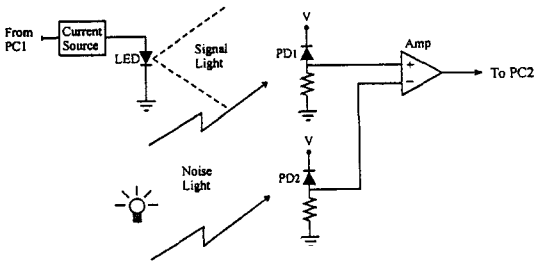 From
PC1
Current
Source
LED
Signal
Light
V
PD1
Amp
+
−
To PC2
Noise
Light
V
PD2